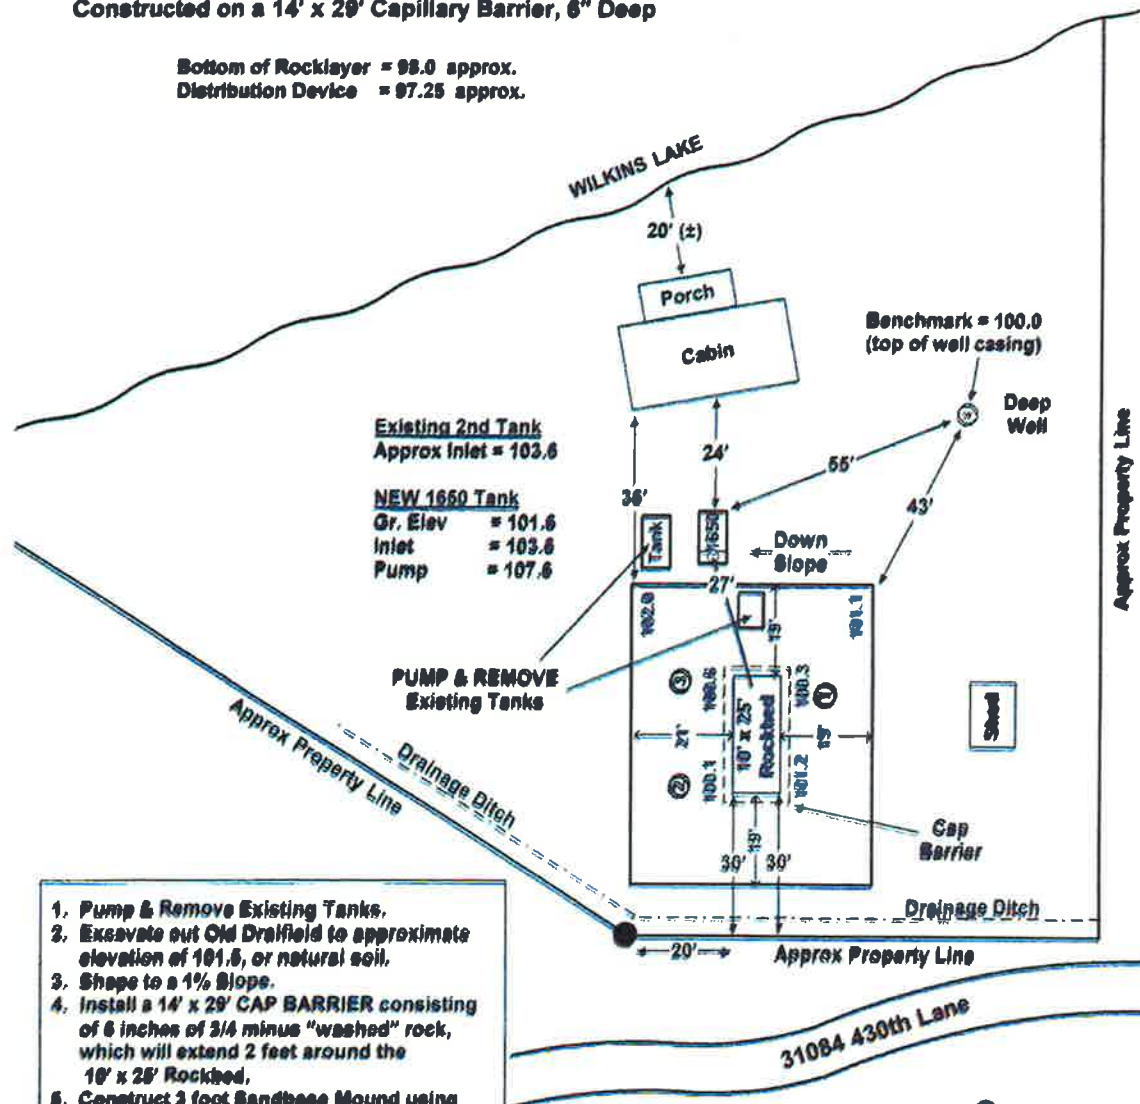 Constructed on a 14' x 29' Capillary Barrier, 6" Deep
Bottom of Rocklayer = 98.0 approx.
Distribution Device = 97.25 approx.
WILKINS LAKE
20' (±)
Porch
Cabin
Benchmark = 100.0
(top of well casing)
Deep
Well
Existing 2nd Tank
Approx Inlet = 103.6
NEW 1650 Tank
Gr. Elev = 101.6
Inlet = 103.6
Pump = 107.6
24'
55'
43'
Tank
1650
Down
Slope
27'
101.1
15'
PUMP & REMOVE
Existing Tanks
3
100.3
1
10' x 25'
Rockbed
21'
2
100.1
101.2
Shed
Approx Property Line
Approx Property Line
Drainage Ditch
Cap
Barrier
19'
30' 30'
Drainage Ditch
20'
Approx Property Line
31084 430th Lane
1. Pump & Remove Existing Tanks.
2. Excavate out Old Draifield to approximate
elevation of 101.5, or natural soil.
3. Shape to a 1% Slope.
4. Install a 14' x 29' CAP BARRIER consisting
of 6 inches of 3/4 minus "washed" rock,
which will extend 2 feet around the
10' x 25' Rockbed.
5. Construct 3 foot Sandbase Mound using